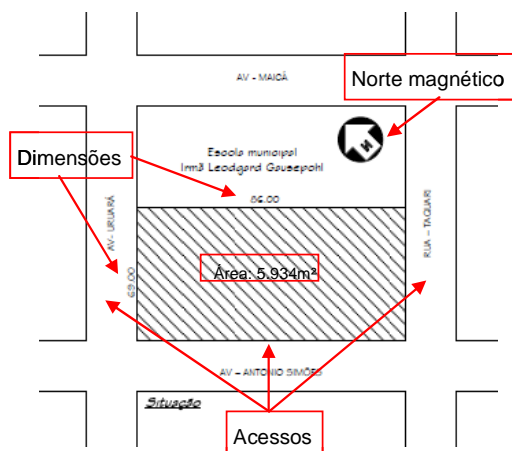 AV - MAICÁ
Norte magnético
N
Escola municipal
Irmã Leodgard Gausepohl
Dimensões
86.00
AV- URUARÁ
RUA - TAQUARI
Área: 5.934m²
69.00
AV - ANTONIO SIMÕES
Situação
Acessos